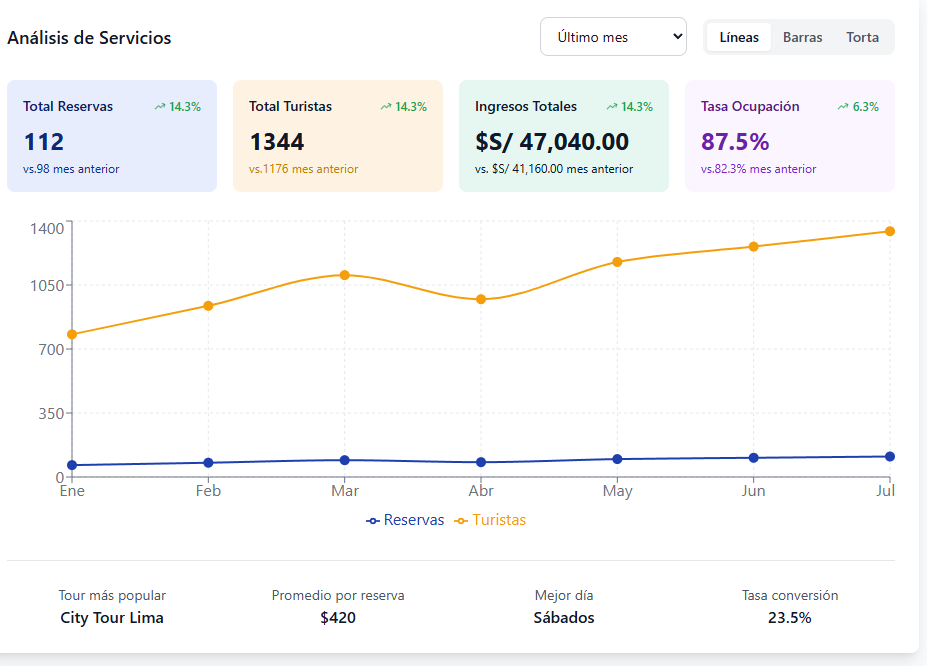 Análisis de Servicios
Último mes
Líneas Barras Torta
Total Reservas 14.3%
112
vs.98 mes anterior
Total Turistas 14.3%
1344
vs.1176 mes anterior
Ingresos Totales 14.3%
$S/ 47,040.00
vs. $S/ 41,160.00 mes anterior
Tasa Ocupación 6.3%
87.5%
vs.82.3% mes anterior
1400
1050
700
350
0
Ene Feb Mar Abr May Jun Jul
Reservas Turistas
Tour más popular
City Tour Lima
Promedio por reserva
$420
Mejor día
Sábados
Tasa conversión
23.5%